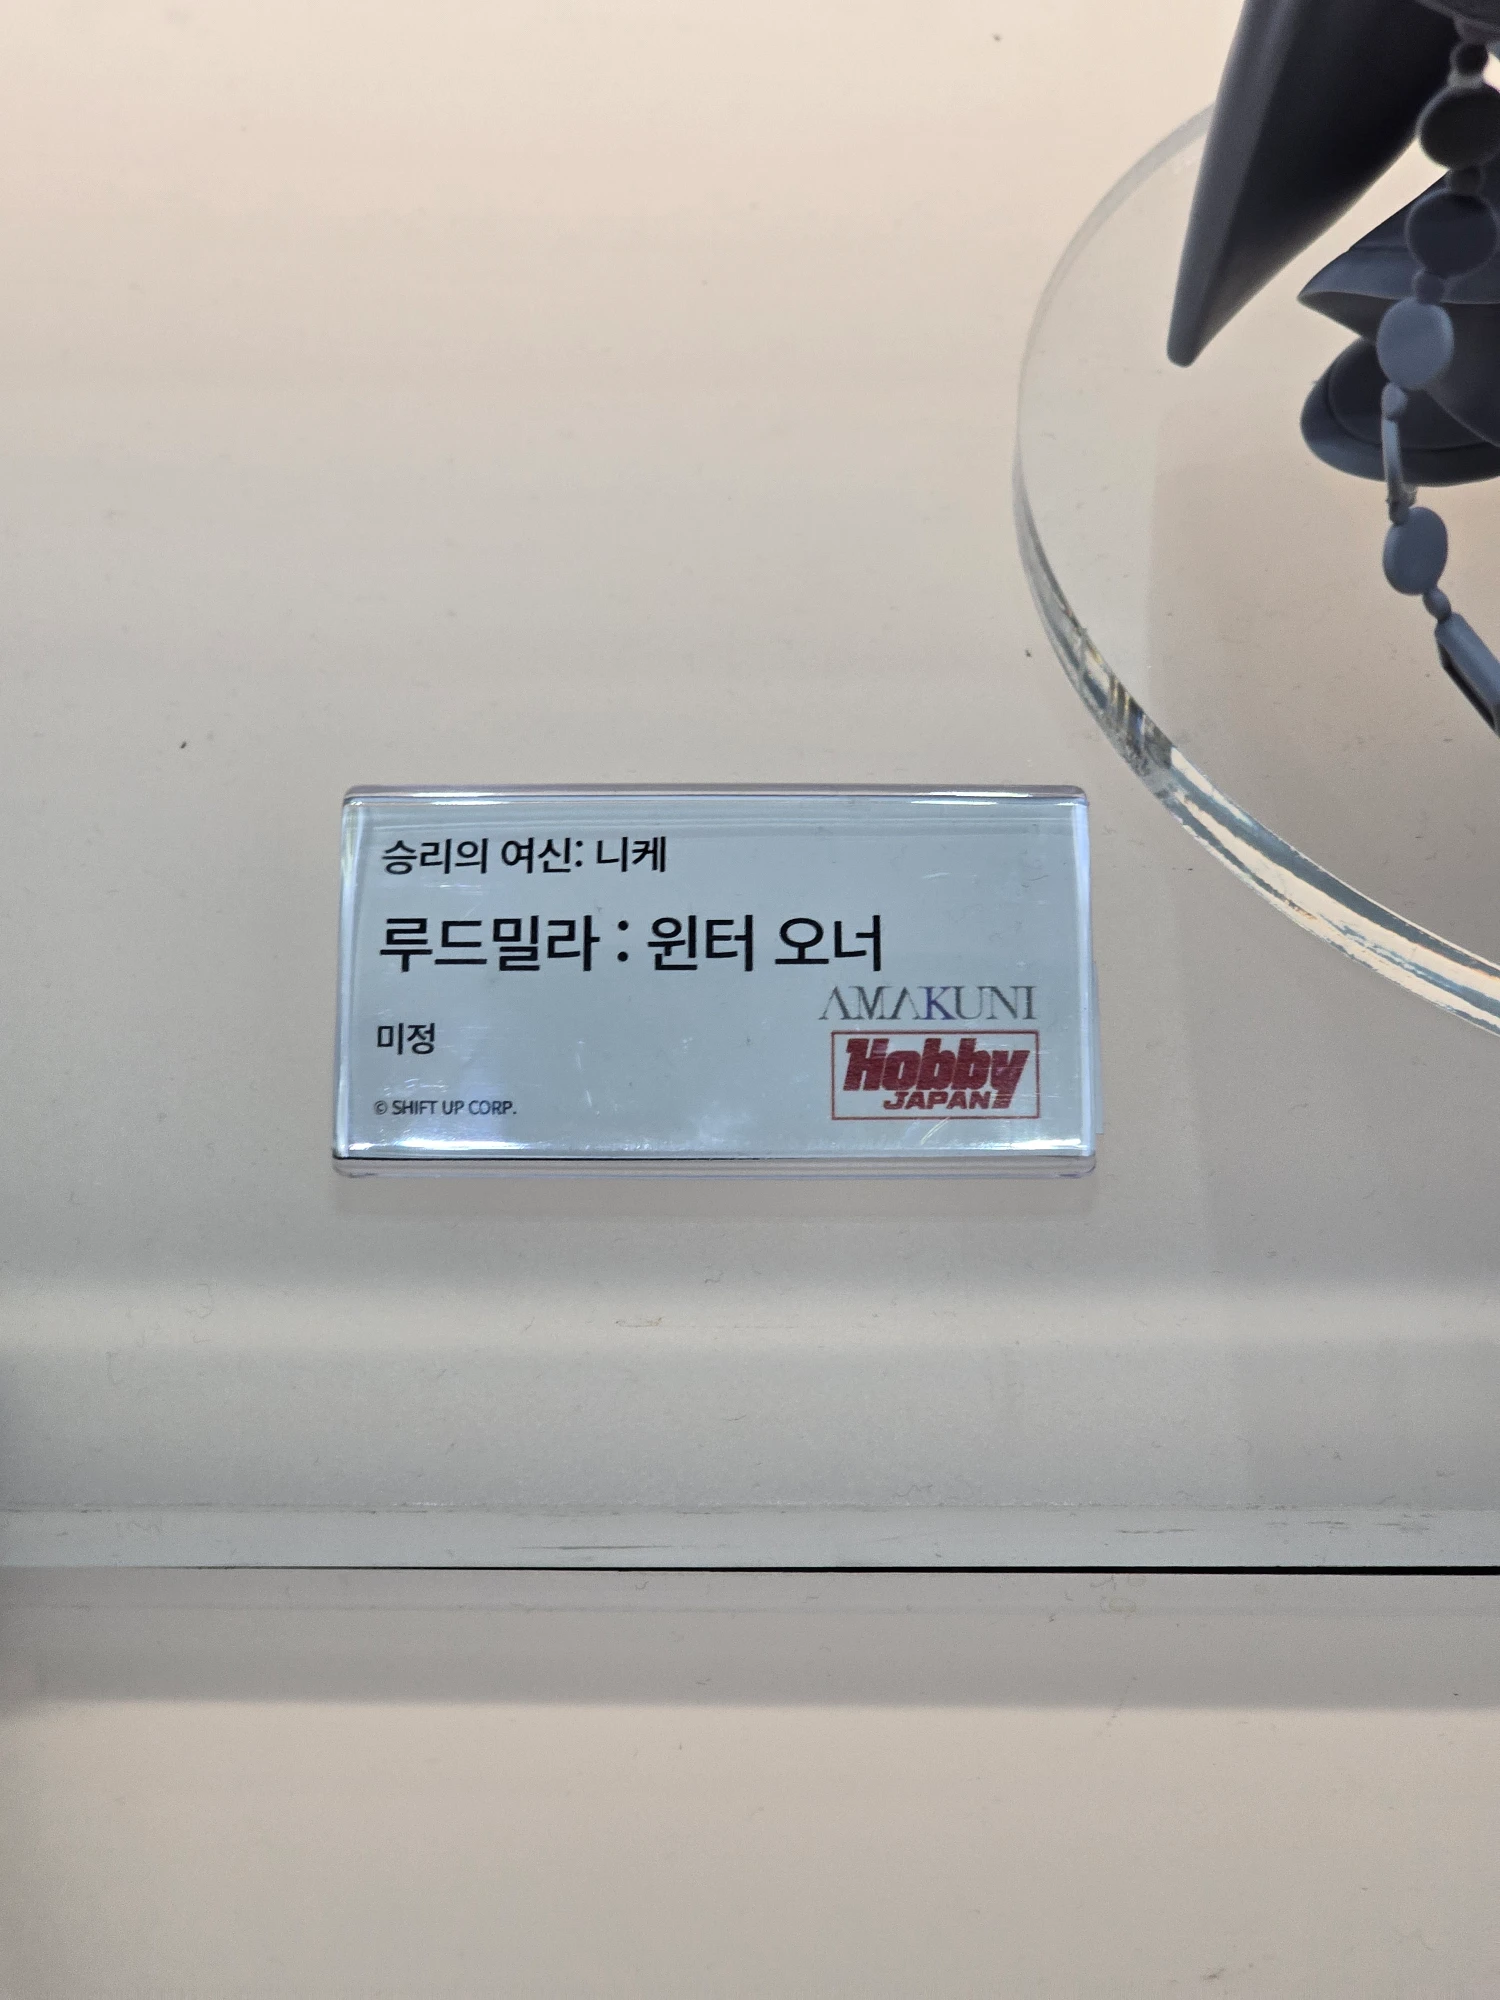 승리의 여신: 니케
루드밀라 : 윈터 오너
미정
© SHIFT UP CORP.
AMAKUNI
Hobby
JAPAN